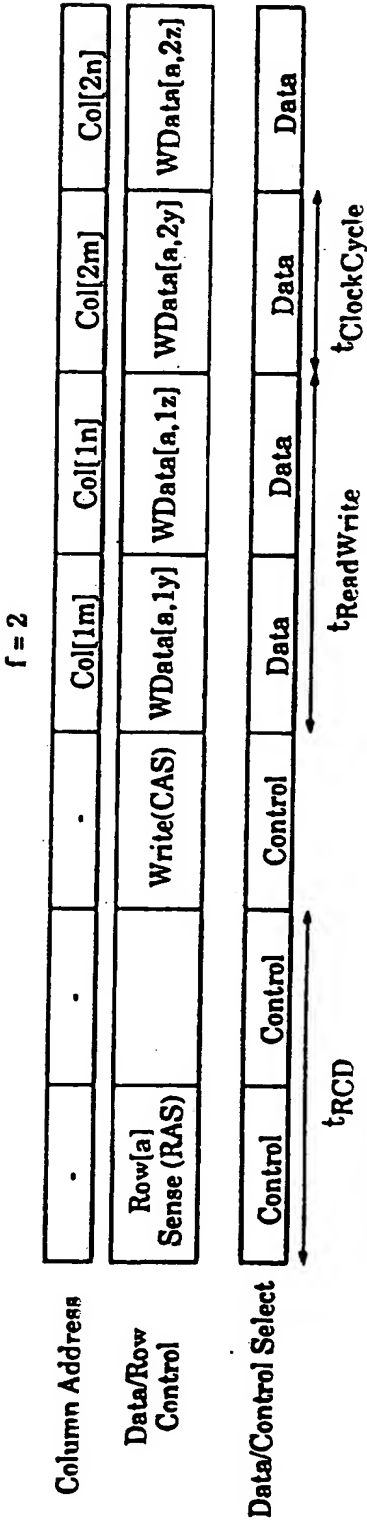 f = 2
Column Address - - - Col[1m] Col[1n] Col[2m] Col[2n]
Data/Row Control Row[a] Sense (RAS) Write(CAS) WData[a,1y] WData[a,1z] WData[a,2y] WData[a,2z]
Data/Control Select Control Control Control Data Data Data Data
tRCD tReadWrite tClockCycle